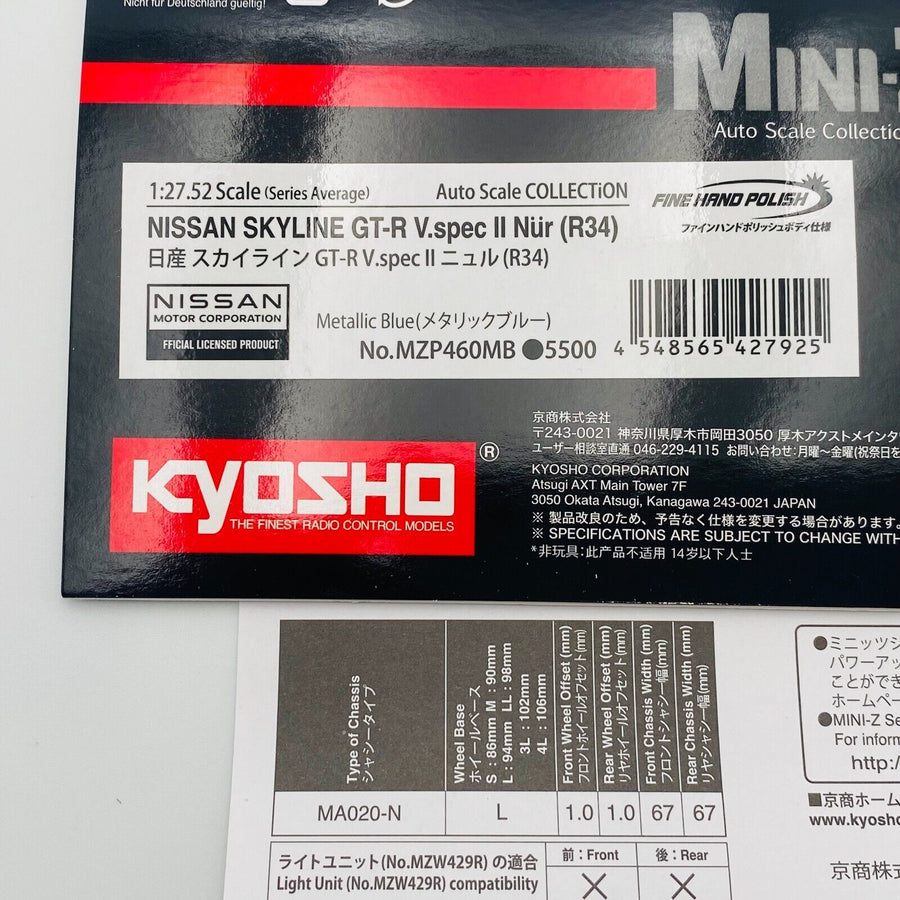 Nicht für Deutschland gueltig!
MINI-Z
Auto Scale Collectio
1:27.52 Scale (Series Average) Auto Scale COLLECTiON
NISSAN SKYLINE GT-R V.spec II Nür (R34)
日産 スカイライン GT-R V.spec II ニュル (R34)
FINE HAND POLISH
ファインハンドポリッシュボディ仕様
NISSAN
MOTOR CORPORATION
FFICIAL LICENSED PRODUCT
Metallic Blue(メタリックブルー)
No.MZP460MB ●5500
4 548565 427925
KYOSHO ®
THE FINEST RADIO CONTROL MODELS
京商株式会社
〒243-0021 神奈川県厚木市岡田3050 厚木アクストメインタ
ユーザー相談室直通 046-229-4115 お問い合わせ:月曜〜金曜(祝祭日を
KYOSHO CORPORATION
Atsugi AXT Main Tower 7F
3050 Okata Atsugi, Kanagawa 243-0021 JAPAN
※ 製品改良のため、予告なく仕様を変更する場合があります。
※ SPECIFICATIONS ARE SUBJECT TO CHANGE WITH
*非玩具:此产品不适用 14岁以下人士
Type of Chassis
シャシータイプ
Wheel Base
ホイールベース
S : 86mm M : 90mm
L : 94mm LL : 98mm
3L : 102mm
4L : 106mm
Front Wheel Offset (mm)
フロントホイールオフセット(mm)
Rear Wheel Offset (mm)
リヤホイールオフセット(mm)
Front Chassis Width (mm)
フロントシャシー幅(mm)
Rear Chassis Width (mm)
リヤシャシー幅(mm)
MA020-N L 1.0 1.0 67 67
ライトユニット(No.MZW429R) の適合
Light Unit (No.MZW429R) compatibility
前 : Front 後 : Rear
╳ ╳
●ミニッツシ
パワーアッ
ことができ
ホームペー
●MINI-Z Se
For inform
http:/
■京商ホーム
www.kyosho
京商株式